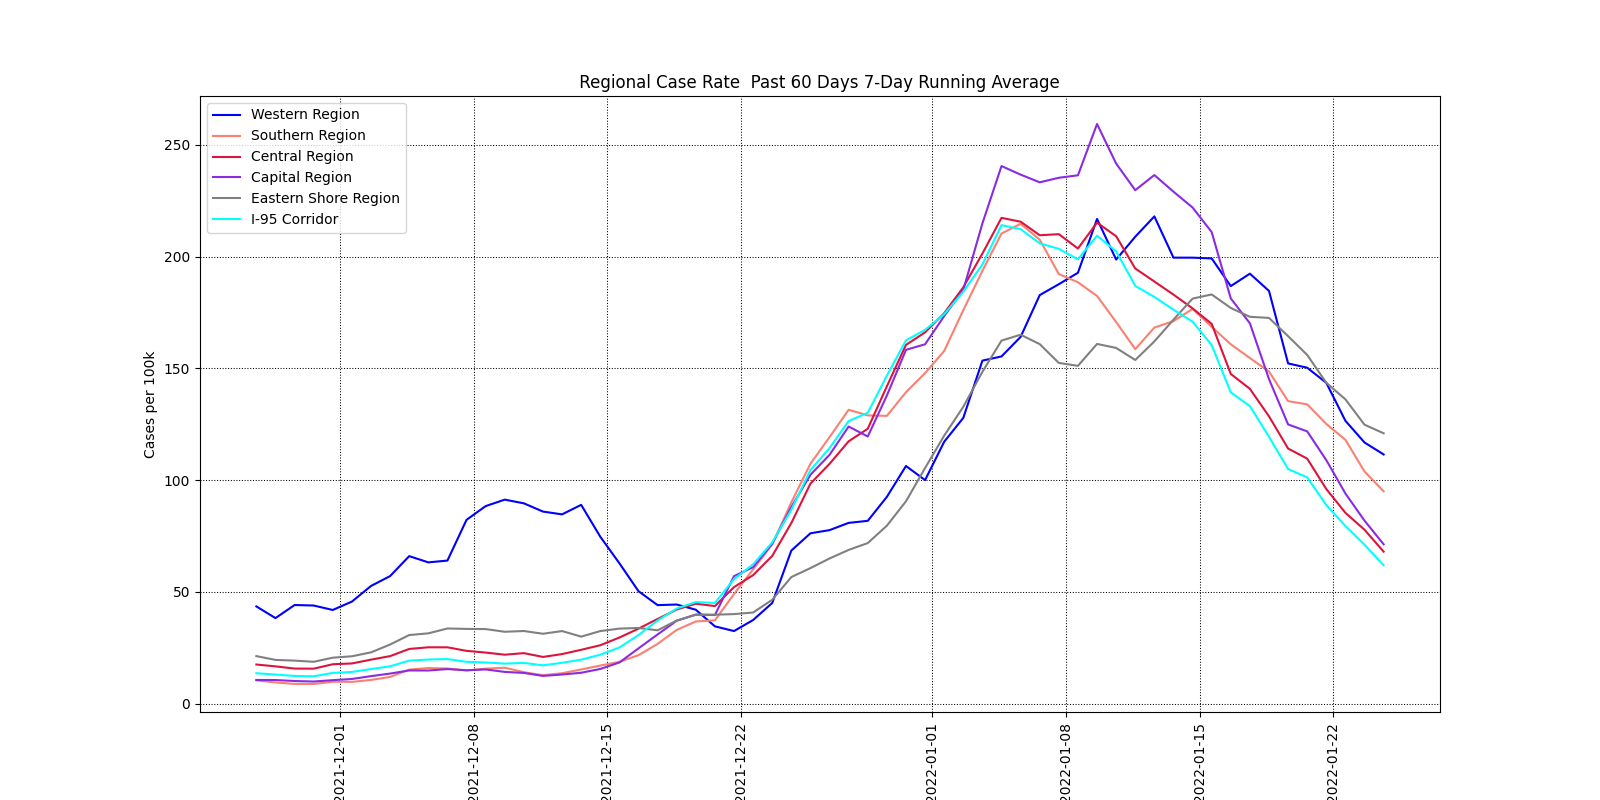 Regional Case Rate  Past 60 Days 7-Day Running Average
Western Region
Southern Region
Central Region
Capital Region
Eastern Shore Region
I-95 Corridor
Cases per 100k
250
200
150
100
50
0
2021-12-01
2021-12-08
2021-12-15
2021-12-22
2022-01-01
2022-01-08
2022-01-15
2022-01-22